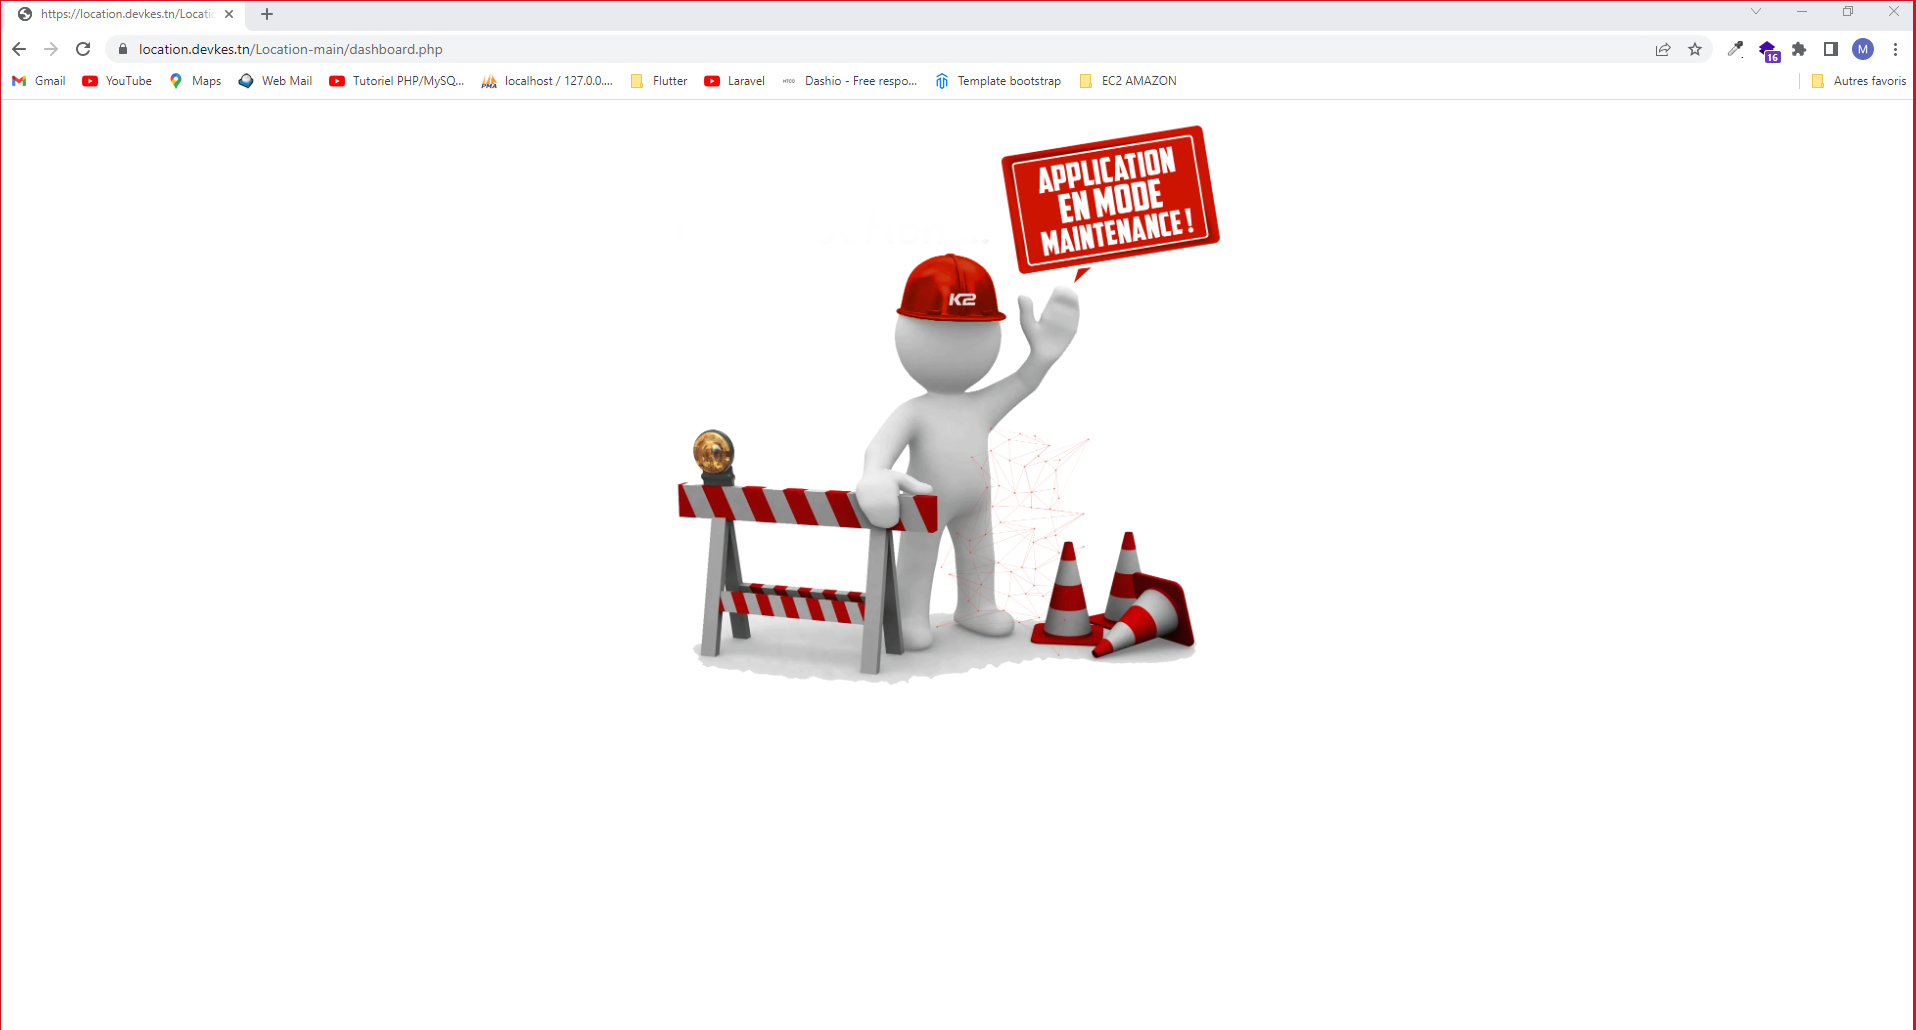 https://location.devkes.tn/Locatio
location.devkes.tn/Location-main/dashboard.php
16
M
Gmail
YouTube
Maps
Web Mail
Tutoriel PHP/MySQ...
PMA
localhost / 127.0.0....
Flutter
Laravel
Dashio - Free respo...
Template bootstrap
EC2 AMAZON
Autres favoris
APPLICATION
EN MODE
MAINTENANCE !
K2